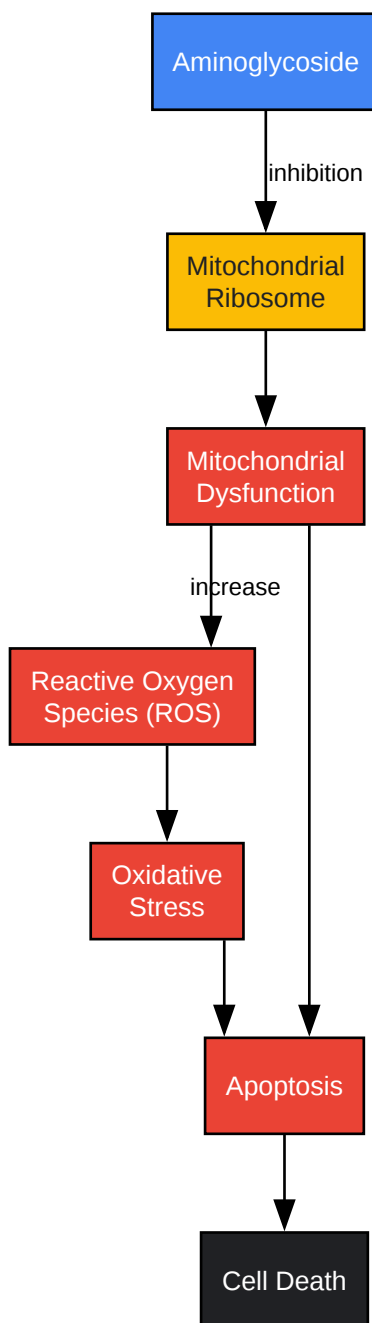 Aminoglycoside
inhibition
Mitochondrial
Ribosome
Mitochondrial
Dysfunction
increase
Reactive Oxygen
Species (ROS)
Oxidative
Stress
Apoptosis
Cell Death